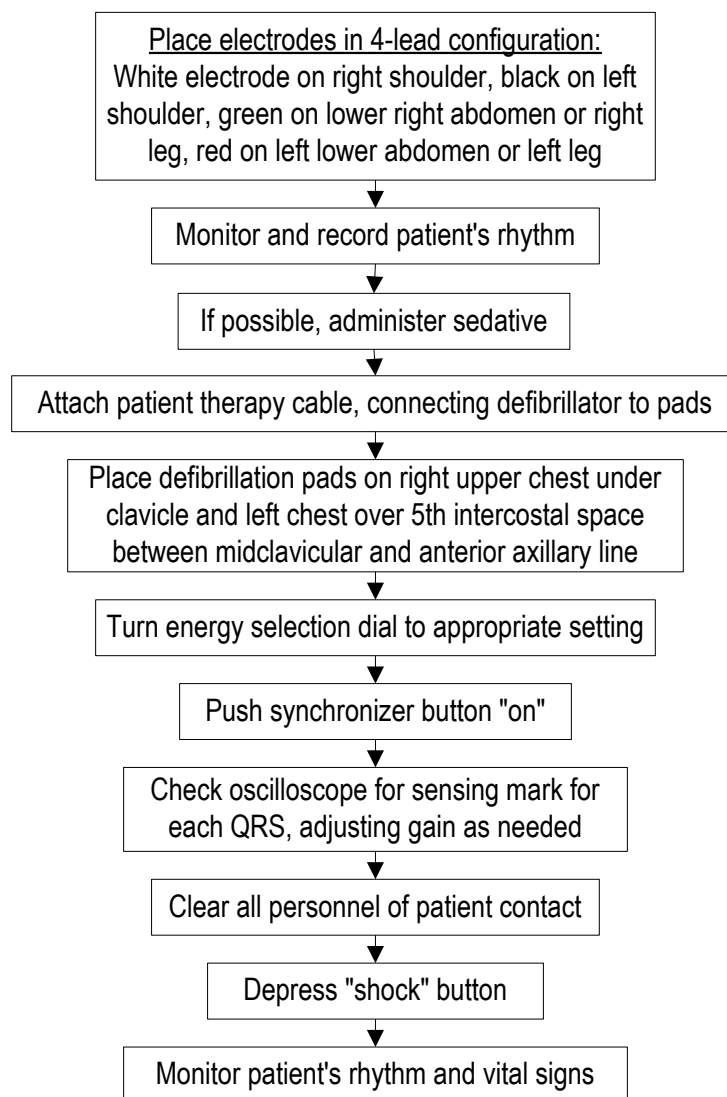 Place electrodes in 4-lead configuration:
White electrode on right shoulder, black on left
shoulder, green on lower right abdomen or right
leg, red on left lower abdomen or left leg
Monitor and record patient's rhythm
If possible, administer sedative
Attach patient therapy cable, connecting defibrillator to pads
Place defibrillation pads on right upper chest under
clavicle and left chest over 5th intercostal space
between midclavicular and anterior axillary line
Turn energy selection dial to appropriate setting
Push synchronizer button "on"
Check oscilloscope for sensing mark for
each QRS, adjusting gain as needed
Clear all personnel of patient contact
Depress "shock" button
Monitor patient's rhythm and vital signs